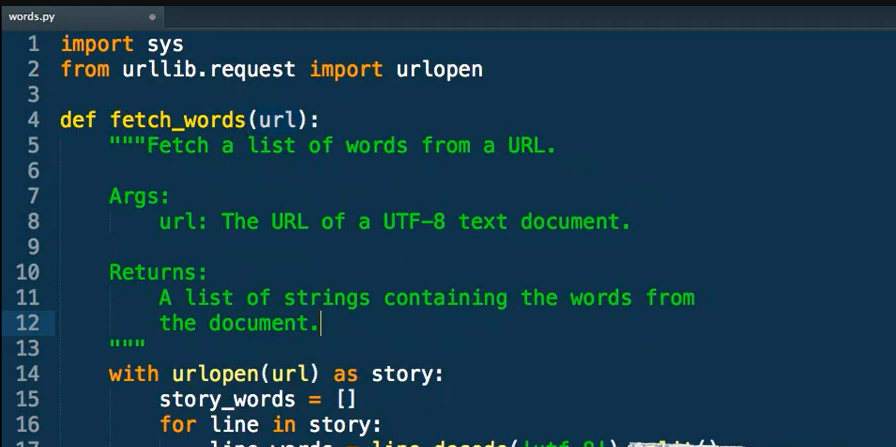 words.py
1 import sys
2 from urllib.request import urlopen
3
4 def fetch_words(url):
5 """Fetch a list of words from a URL.
6
7 Args:
8 url: The URL of a UTF-8 text document.
9
10 Returns:
11 A list of strings containing the words from
12 the document.
13 """
14 with urlopen(url) as story:
15 story_words = []
16 for line in story:
17 line_words = line.decode('utf-8')